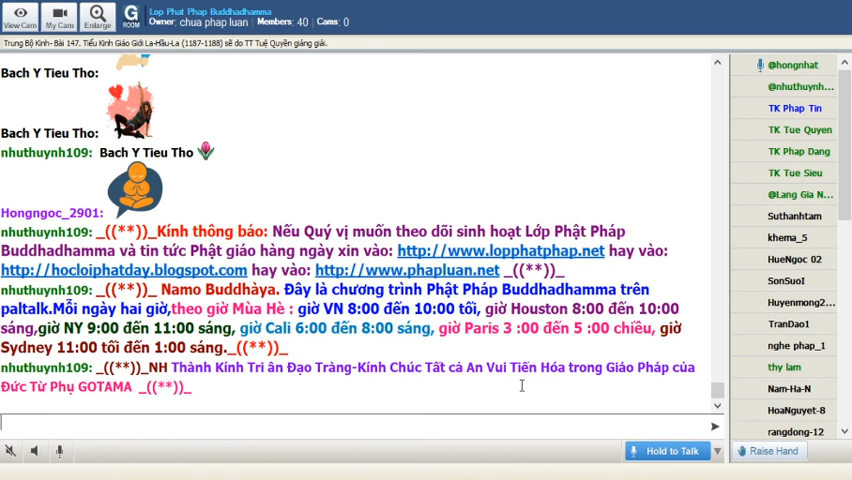 View Cam
My Cam
Enlarge
G
ROOM
Lop Phat Phap Buddhadhamma
Owner: chua phap luan Members: 40 Cams: 0
Trung Bộ Kinh- Bài 147. Tiểu Kinh Giáo Giới La-Hầu-La (1187-1188) sẽ do TT Tuệ Quyền giảng giải.
Bach Y Tieu Tho:
Bach Y Tieu Tho:
nhuthuynh109: Bach Y Tieu Tho
Hongngoc_2901:
nhuthuynh109: _((**))_Kính thông báo: Nếu Quý vị muốn theo dõi sinh hoạt Lớp Phật Pháp
Buddhadhamma và tin tức Phật giáo hàng ngày xin vào: http://www.lopphatphap.net hay vào:
http://hocloiphatday.blogspot.com hay vào: http://www.phapluan.net _((**))_
nhuthuynh109: _((**))_ Namo Buddhàya. Đây là chương trình Phật Pháp Buddhadhamma trên
paltalk.Mỗi ngày hai giờ,theo giờ Mùa Hè : giờ VN 8:00 đến 10:00 tối, giờ Houston 8:00 đến 10:00
sáng,giờ NY 9:00 đến 11:00 sáng, giờ Cali 6:00 đến 8:00 sáng, giờ Paris 3 :00 đến 5 :00 chiều, giờ
Sydney 11:00 tối đến 1:00 sáng._((**))_
nhuthuynh109: _((**))_NH Thành Kính Tri ân Đạo Tràng-Kính Chúc Tất cả An Vui Tiến Hóa trong Giáo Pháp của
Đức Từ Phụ GOTAMA _((**))_
Hold to Talk
@hongnhat
@nhuthuynh...
TK Phap Tin
TK Tue Quyen
TK Phap Dang
TK Tue Sieu
@Lang Gia N...
Suthanhtam
khema_5
HueNgoc 02
SonSuoI
Huyenmong2...
TranDao1
nghe phap_1
thy lam
Nam-Ha-N
HoaNguyet-8
rangdong-12
Raise Hand